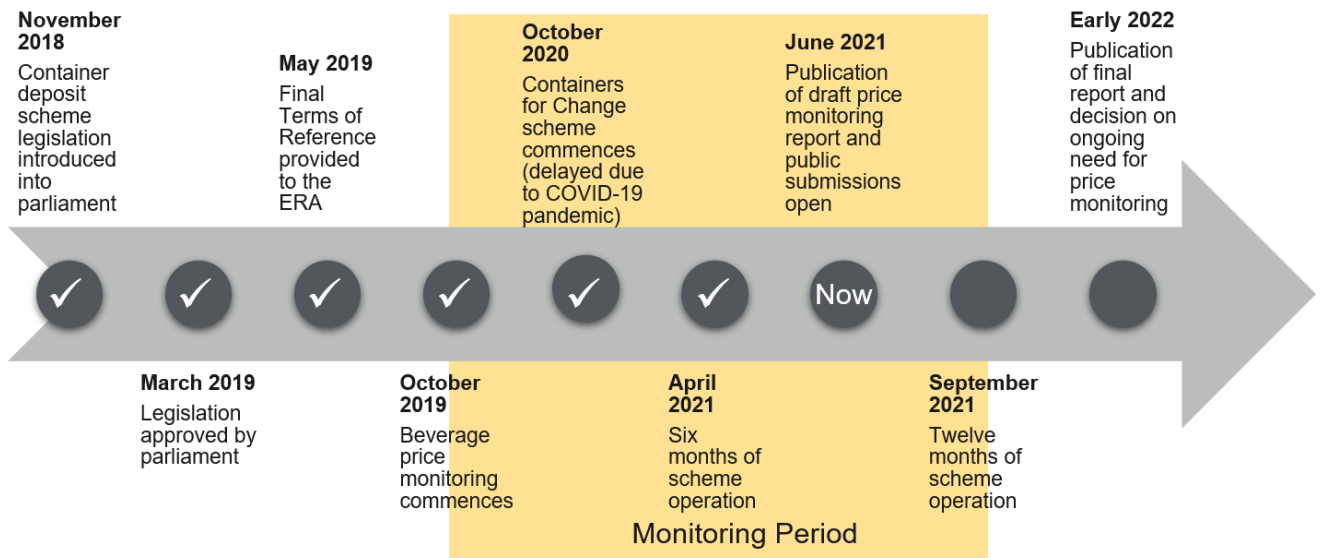 November
2018
Container
deposit
scheme
legislation
introduced
into
parliament
March 2019
Legislation
approved by
parliament
May 2019
Final
Terms of
Reference
provided
to the
ERA
October
2019
Beverage
price
monitoring
commences
October
2020
Containers
for Change
scheme
commences
(delayed due
to COVID-19
pandemic)
April
2021
Six
months of
scheme
operation
June 2021
Publication
of draft price
monitoring
report and
public
submissions
open
Now
September
2021
Twelve
months of
scheme
operation
Early 2022
Publication
of final
report and
decision on
ongoing
need for
price
monitoring
Monitoring Period